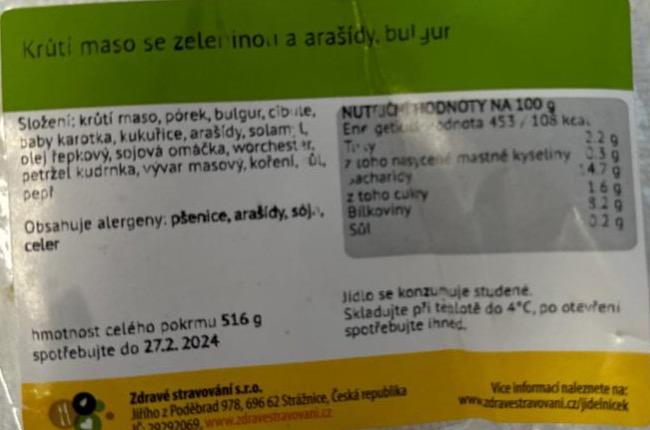 Krůtí maso se zeleninou a arašídy, bulgur
Složení: krůtí maso, pórek, bulgur, cibule,
baby karotka, kukuřice, arašídy, solamyl,
olej řepkový, sojová omáčka, worchester,
petržel kudrnka, vývar masový, koření, sůl,
pepř
Obsahuje alergeny: pšenice, arašídy, sója,
celer
hmotnost celého pokrmu 516 g
spotřebujte do 27.2. 2024
NUTRIČNÍ HODNOTY NA 100 g
Energetická hodnota 453 / 108 kcal
Tuky 2.2 g
z toho nasycené mastné kyseliny 0.3 g
Sacharidy 14.7 g
z toho cukry 1.6 g
Bílkoviny 8.2 g
Sůl 0.2 g
Jídlo se konzumuje studené.
Skladujte při teplotě do 4°C, po otevření
spotřebujte ihned.
Zdravé stravování s.r.o.
Jiřího z Poděbrad 978, 696 62 Strážnice, Česká republika
IČ: 29292069, www.zdravestravovani.cz
Více informací naleznete na:
www.zdravestravovani.cz/jidelnicek